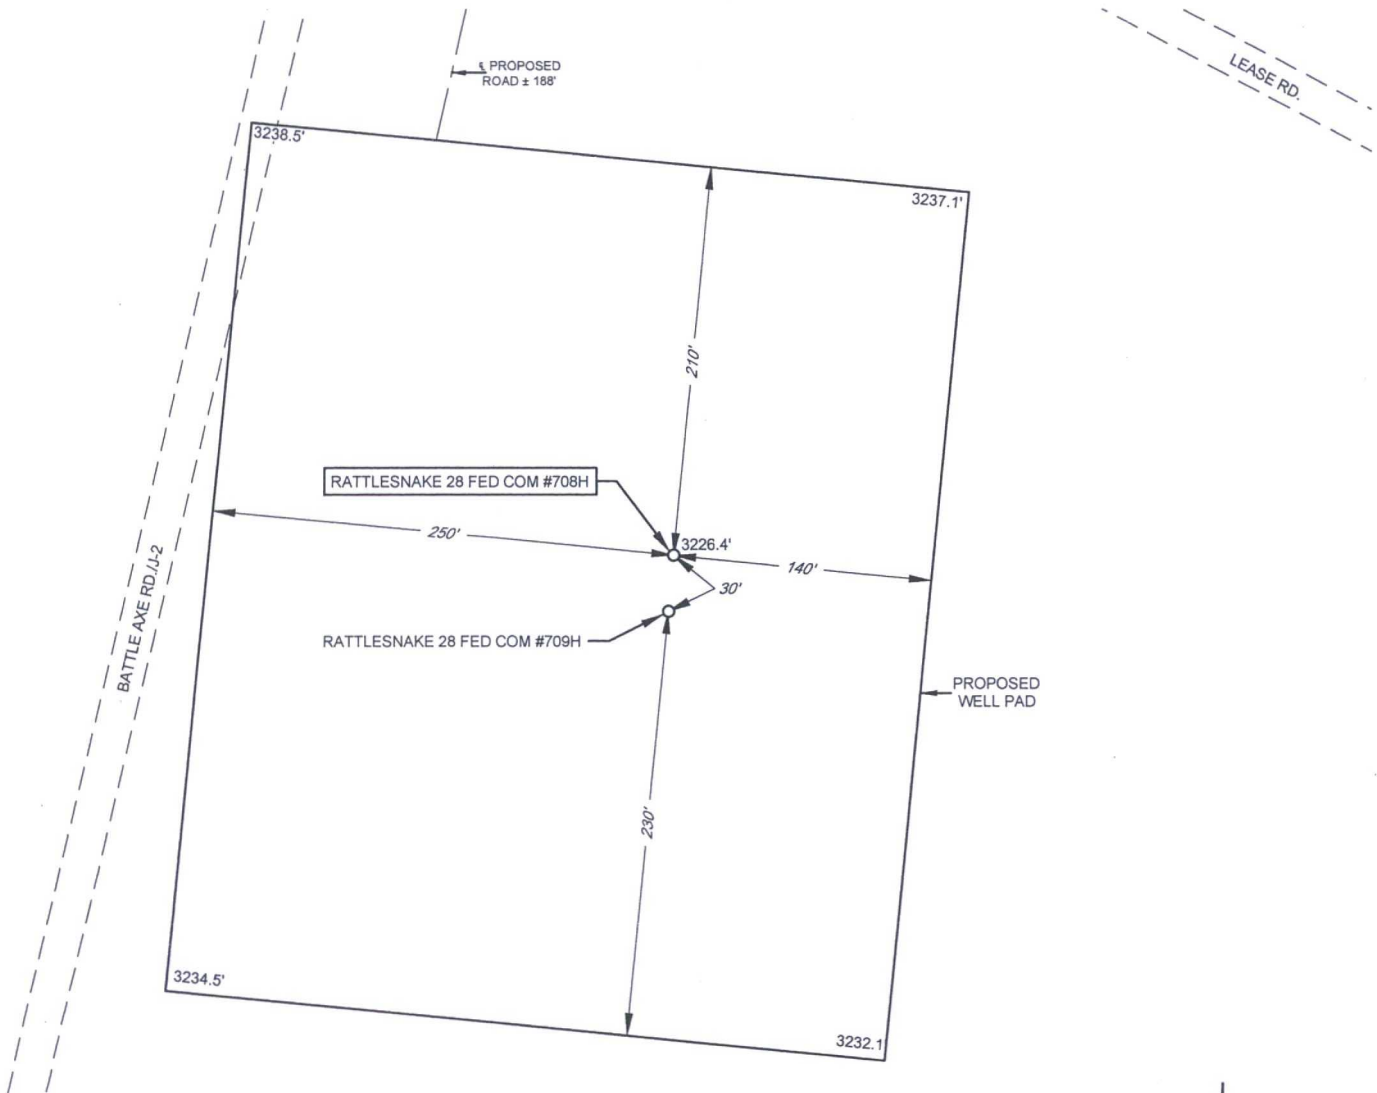 ℄ PROPOSED
ROAD ± 188'
LEASE RD.
3238.5'
3237.1'
210'
RATTLESNAKE 28 FED COM #708H
250'
3226.4'
140'
30'
BATTLE AXE RD./J-2
RATTLESNAKE 28 FED COM #709H
PROPOSED
WELL PAD
230'
3234.5'
3232.1'